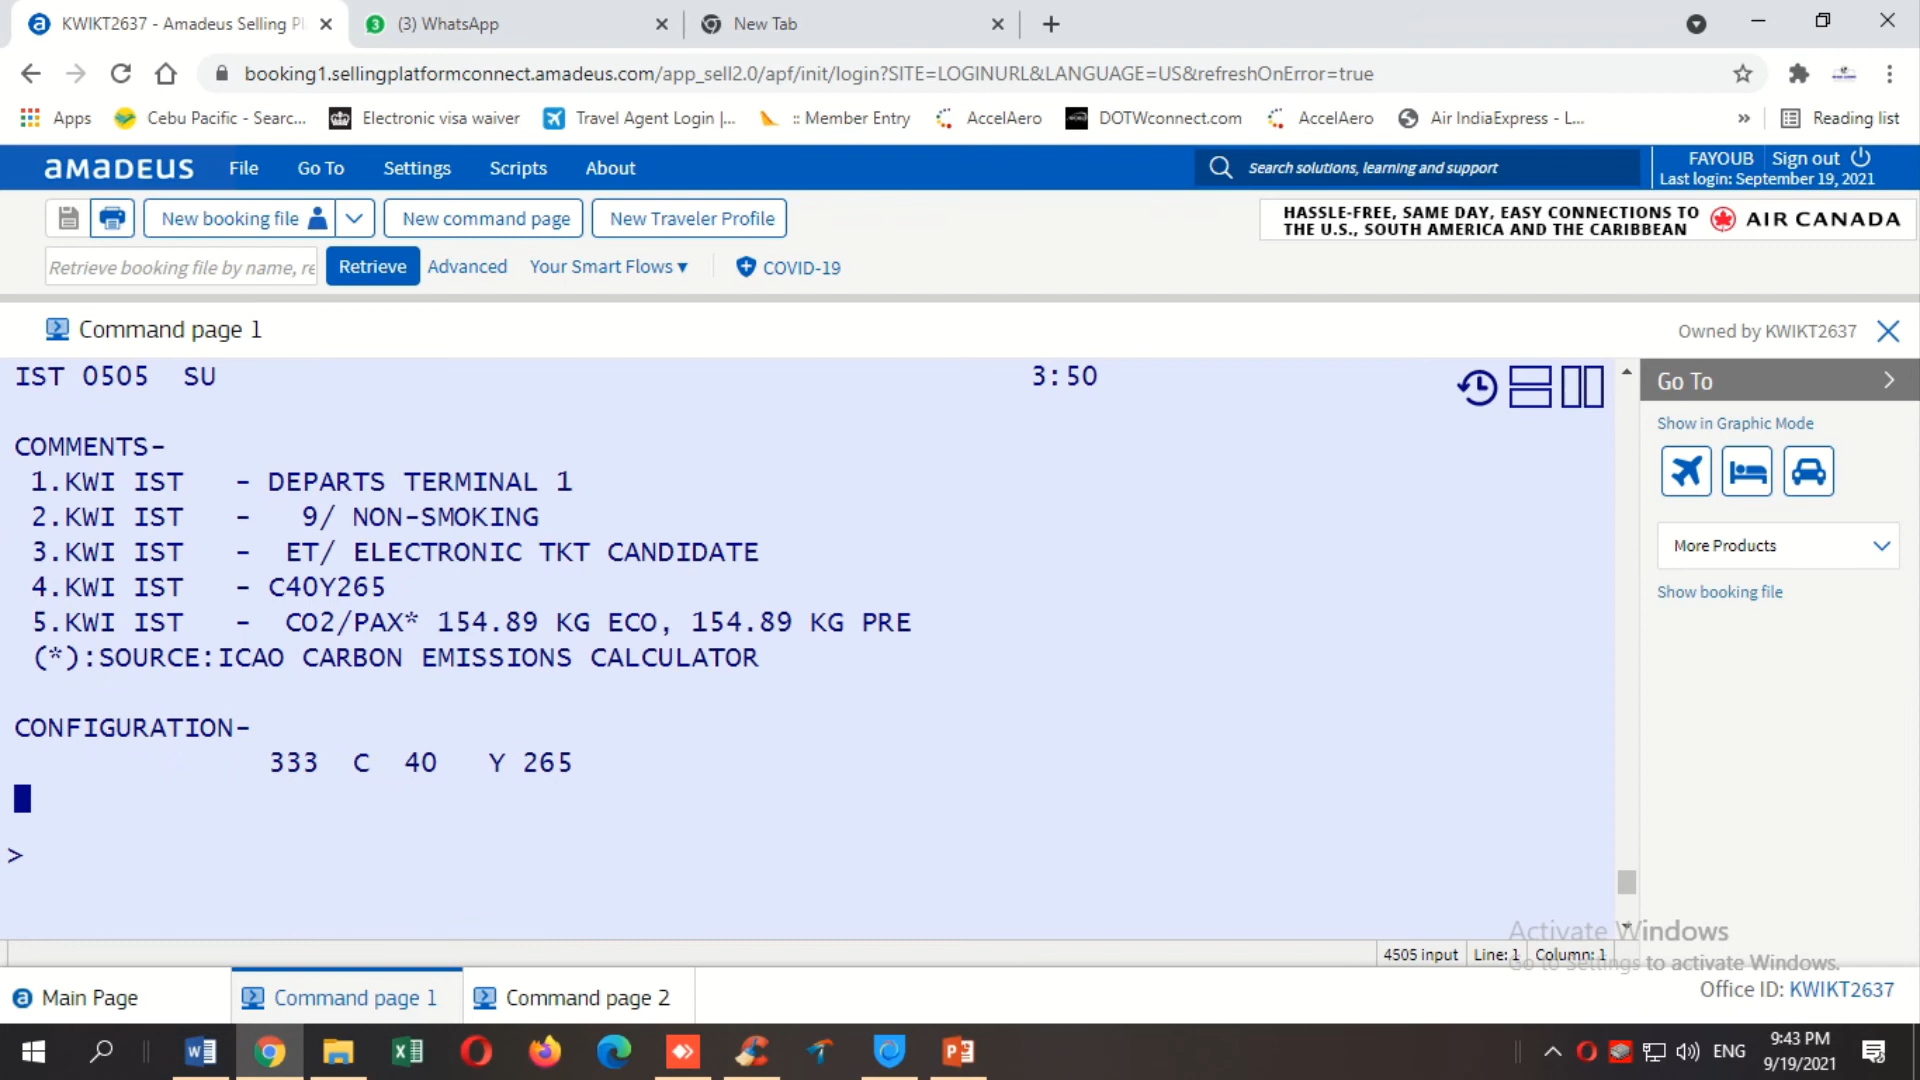 KWIKT2637 - Amadeus Selling Pl
(3) WhatsApp
New Tab
booking1.sellingplatformconnect.amadeus.com/app_sell2.0/apf/init/login?SITE=LOGINURL&LANGUAGE=US&refreshOnError=true
Apps
Cebu Pacific - Searc...
Electronic visa waiver
Travel Agent Login |...
:: Member Entry
AccelAero
DOTWconnect.com
AccelAero
Air IndiaExpress - L...
»
Reading list
amadeus
File
Go To
Settings
Scripts
About
Search solutions, learning and support
FAYOUB
Sign out
Last login: September 19, 2021
New booking file
New command page
New Traveler Profile
HASSLE-FREE, SAME DAY, EASY CONNECTIONS TO
THE U.S., SOUTH AMERICA AND THE CARIBBEAN
AIR CANADA
Retrieve booking file by name, re
Retrieve
Advanced
Your Smart Flows
COVID-19
Command page 1
Owned by KWIKT2637
IST 0505 SU 3:50
COMMENTS-
1.KWI IST - DEPARTS TERMINAL 1
2.KWI IST - 9/ NON-SMOKING
3.KWI IST - ET/ ELECTRONIC TKT CANDIDATE
4.KWI IST - C40Y265
5.KWI IST - CO2/PAX* 154.89 KG ECO, 154.89 KG PRE
(*):SOURCE:ICAO CARBON EMISSIONS CALCULATOR
CONFIGURATION-
333 C 40 Y 265
>
Go To
Show in Graphic Mode
More Products
Show booking file
Activate Windows
Go to Settings to activate Windows.
4505 input
Line: 1
Column: 1
Main Page
Command page 1
Command page 2
Office ID: KWIKT2637
ENG
9:43 PM
9/19/2021